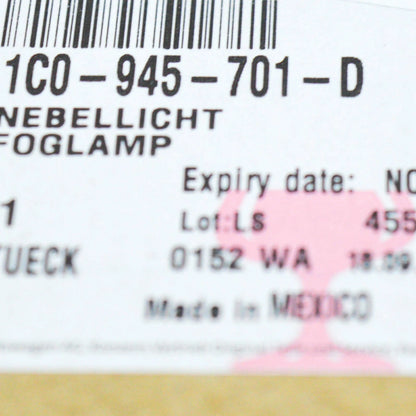 1C0-945-701-D
NEBELLICHT
FOGLAMP
Expiry date: NO
1
Lot:LS 455
TUECK
0152 WA 18.09.
Made in MEXICO